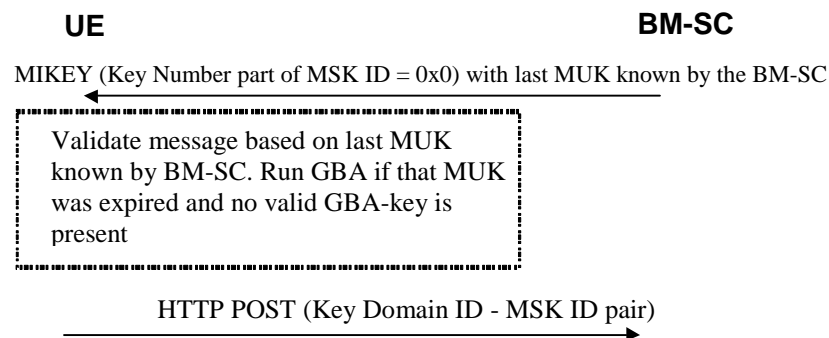 UE BM-SC
MIKEY (Key Number part of MSK ID = 0x0) with last MUK known by the BM-SC
Validate message based on last MUK
known by BM-SC. Run GBA if that MUK
was expired and no valid GBA-key is
present
HTTP POST (Key Domain ID - MSK ID pair)